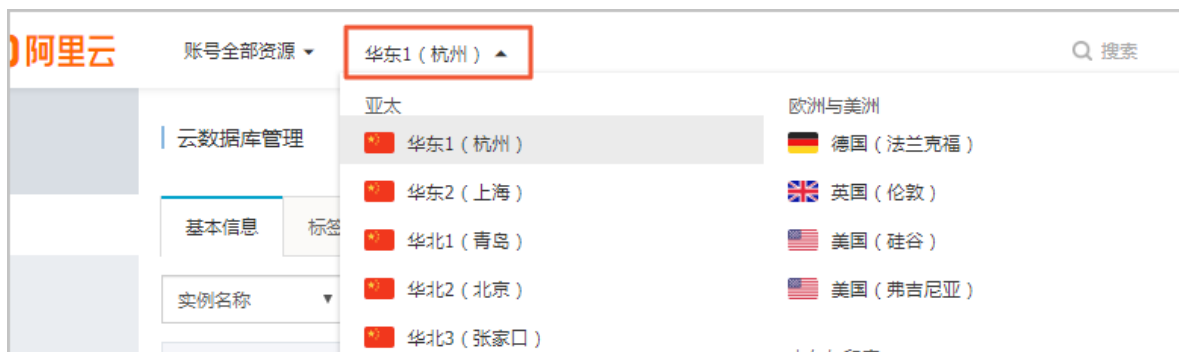 阿里云
账号全部资源
华东1（杭州）
搜索
亚太
华东1（杭州）
华东2（上海）
华北1（青岛）
华北2（北京）
华北3（张家口）
欧洲与美洲
德国（法兰克福）
英国（伦敦）
美国（硅谷）
美国（弗吉尼亚）
云数据库管理
基本信息
标签
实例名称